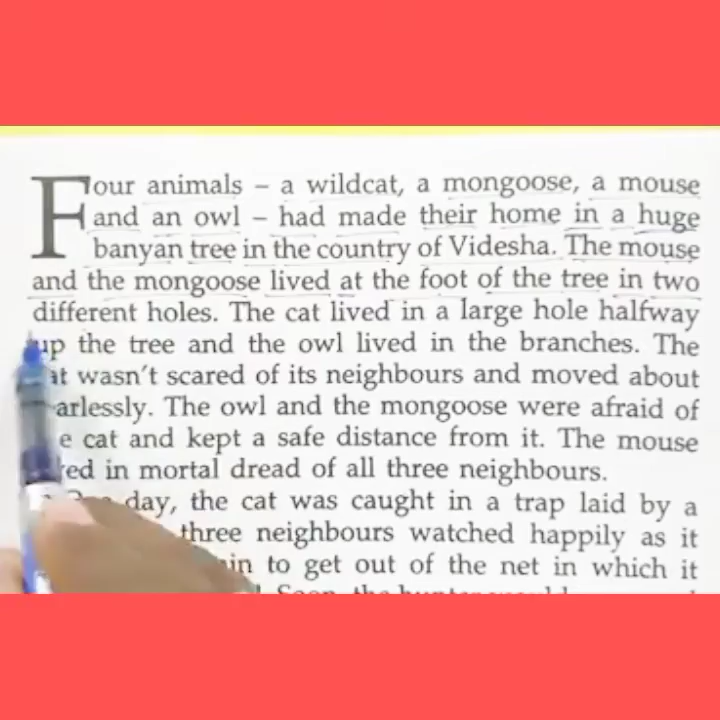 Four animals – a wildcat, a mongoose, a mouse
and an owl – had made their home in a huge
banyan tree in the country of Videsha. The mouse
and the mongoose lived at the foot of the tree in two
different holes. The cat lived in a large hole halfway
up the tree and the owl lived in the branches. The
wasn't scared of its neighbours and moved about
The owl and the mongoose were afraid of
cat and kept a safe distance from it. The mouse
in mortal dread of all three neighbours.
day, the cat was caught in a trap laid by a
three neighbours watched happily as it
to get out of the net in which it